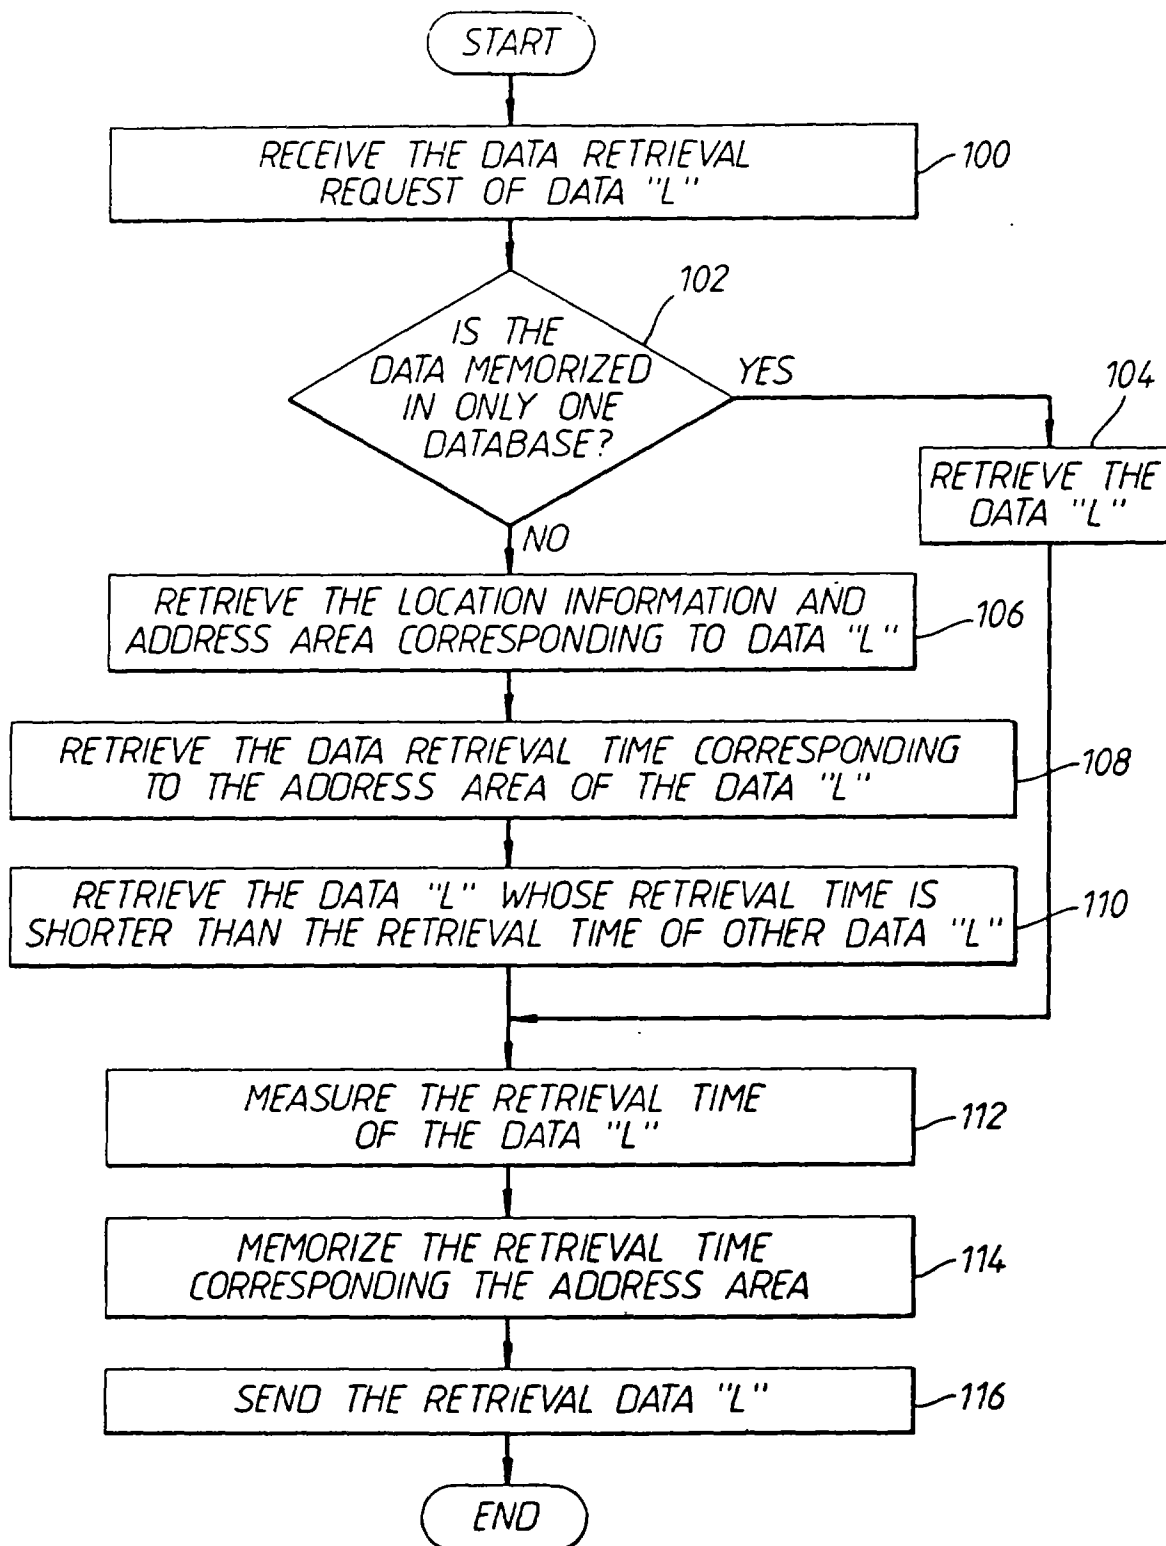 START
RECEIVE THE DATA RETRIEVAL
REQUEST OF DATA "L"
100
102
IS THE
DATA MEMORIZED
IN ONLY ONE
DATABASE?
YES
104
RETRIEVE THE
DATA "L"
NO
RETRIEVE THE LOCATION INFORMATION AND
ADDRESS AREA CORRESPONDING TO DATA "L"
106
RETRIEVE THE DATA RETRIEVAL TIME CORRESPONDING
TO THE ADDRESS AREA OF THE DATA "L"
108
RETRIEVE THE DATA "L" WHOSE RETRIEVAL TIME IS
SHORTER THAN THE RETRIEVAL TIME OF OTHER DATA "L"
110
MEASURE THE RETRIEVAL TIME
OF THE DATA "L"
112
MEMORIZE THE RETRIEVAL TIME
CORRESPONDING THE ADDRESS AREA
114
SEND THE RETRIEVAL DATA "L"
116
END